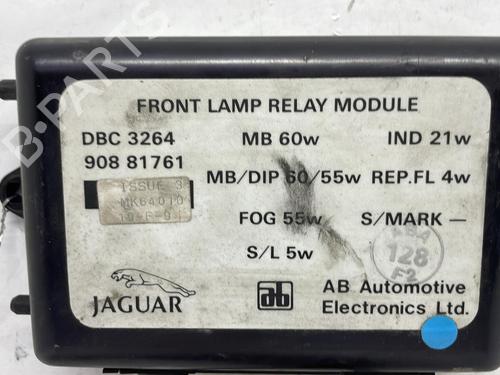 FRONT LAMP RELAY MODULE
DBC 3264 MB 60w IND 21w
908 81761
ISSUE 3 MB/DIP 60/55w REP.FL 4w
MK64010
FOG 55w S/MARK —
128
F2
S/L 5w
JAGUAR ab AB Automotive
Electronics Ltd.
B-PARTS